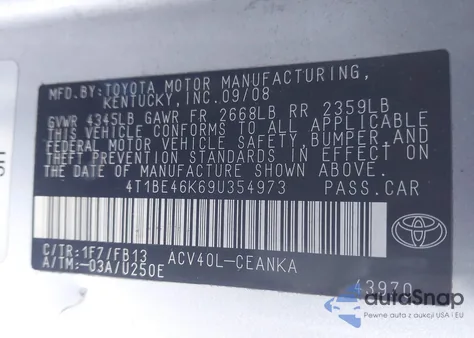 MFD.BY:TOYOTA MOTOR MANUFACTURING,
KENTUCKY, INC.09/08
GVWR 4345LB GAWR FR 2668LB RR 2359LB
THIS VEHICLE CONFORMS TO ALL APPLICABLE
FEDERAL MOTOR VEHICLE SAFETY,BUMPER,AND
THEFT PREVENTION STANDARDS IN EFFECT ON
THE DATE OF MANUFACTURE SHOWN ABOVE.
4T1BE46K69U354973 PASS.CAR
C/TR:1F7/FB13 ACV40L-CEANKA
A/TM:-03A/U250E
43970
autoSnap
Pewne auta z aukcji USA i EU